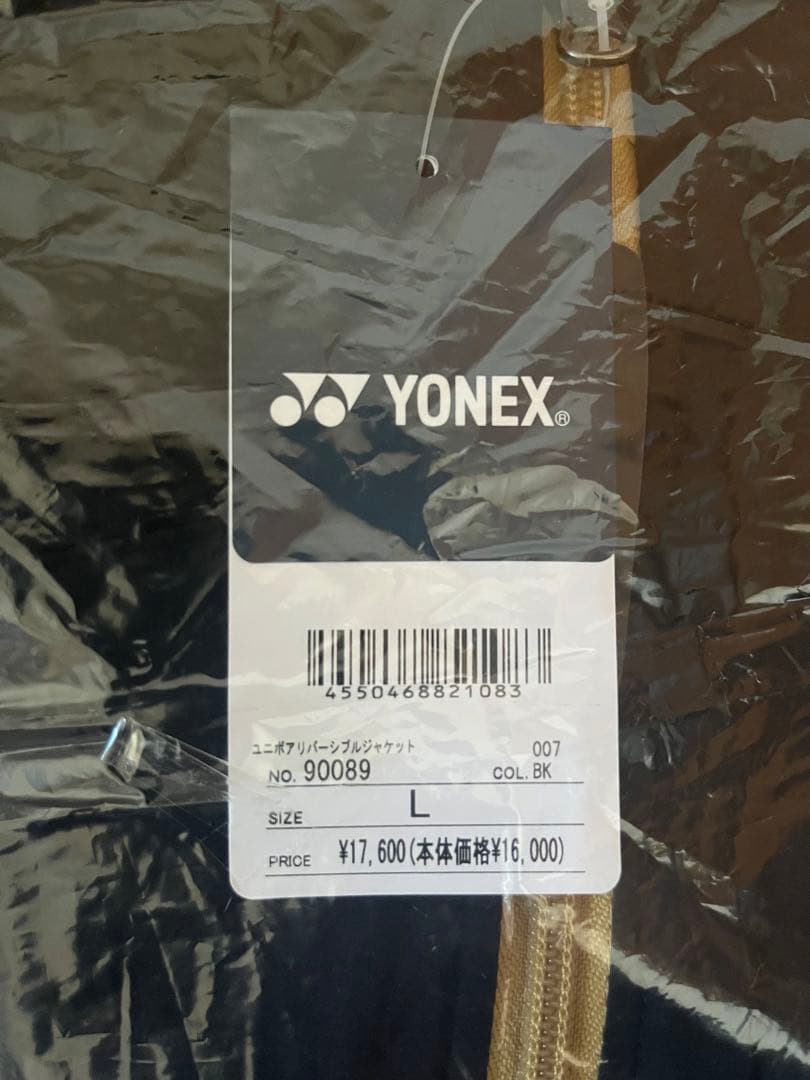 YONEX®
4550468821083
ユニボアリバーシブルジャケット 007
NO. 90089 COL. BK
SIZE L
PRICE ¥17,600(本体価格¥16,000)